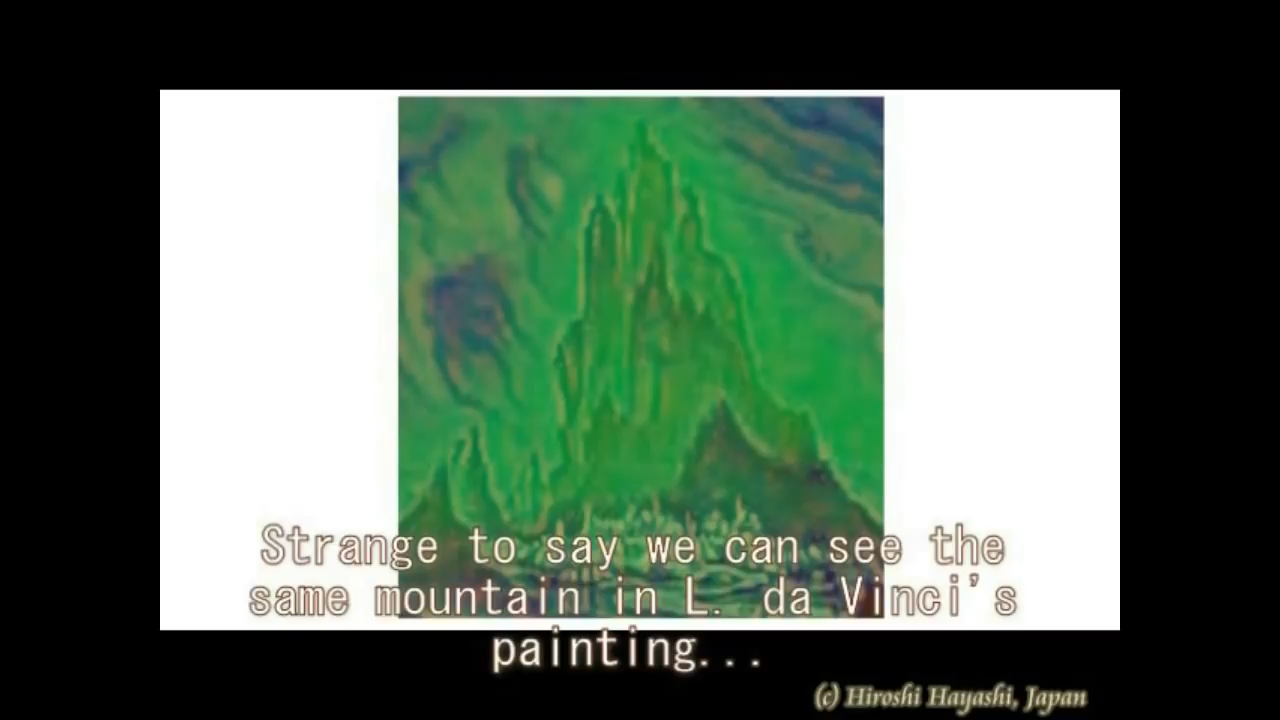 Strange to say we can see the
same mountain in L. da Vinci's
painting...
(c) Hiroshi Hayashi, Japan